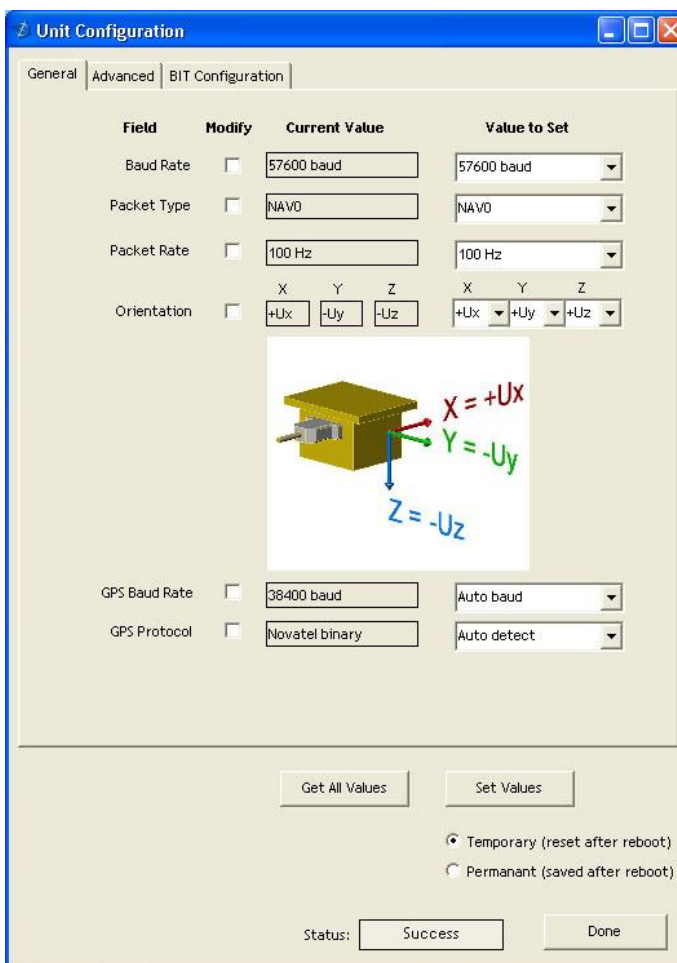 Unit Configuration
General Advanced BIT Configuration
Field Modify Current Value Value to Set
Baud Rate 57600 baud 57600 baud
Packet Type NAV0 NAV0
Packet Rate 100 Hz 100 Hz
X Y Z X Y Z
Orientation +Ux -Uy -Uz +Ux +Uy +Uz
X = +Ux
Y = -Uy
Z = -Uz
GPS Baud Rate 38400 baud Auto baud
GPS Protocol Novatel binary Auto detect
Get All Values Set Values
Temporary (reset after reboot)
Permanant (saved after reboot)
Status: Success Done